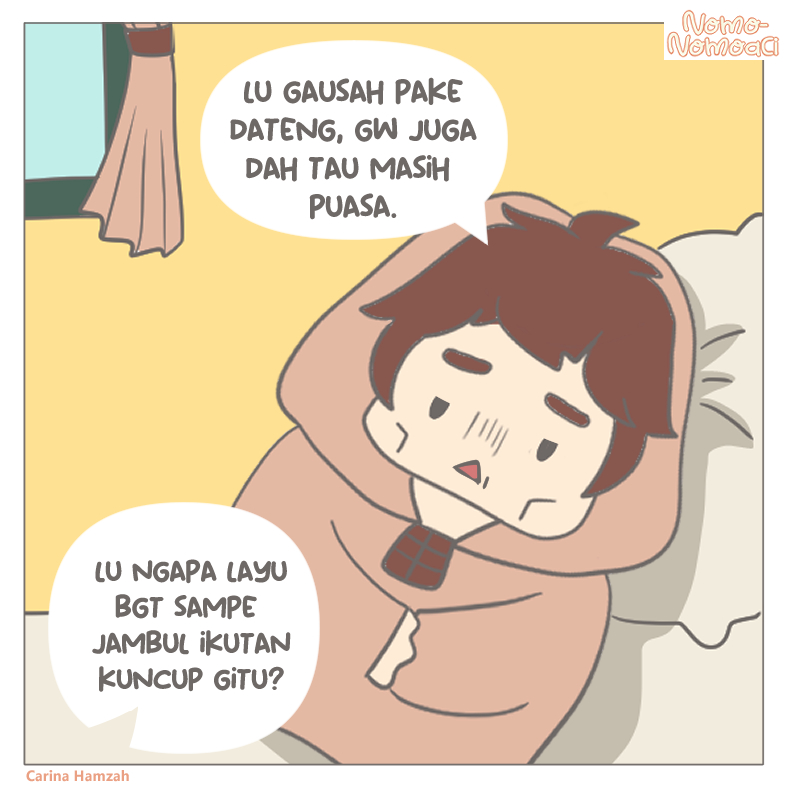 Nomo-
Nomoaci
LU GAUSAH PAKE
DATENG, GW JUGA
DAH TAU MASiH
PUASA.
LU NGAPA LAYU
BGT SAMPE
JAMBUL iKUTAN
KUNCUP GiTU?
Carina Hamzah